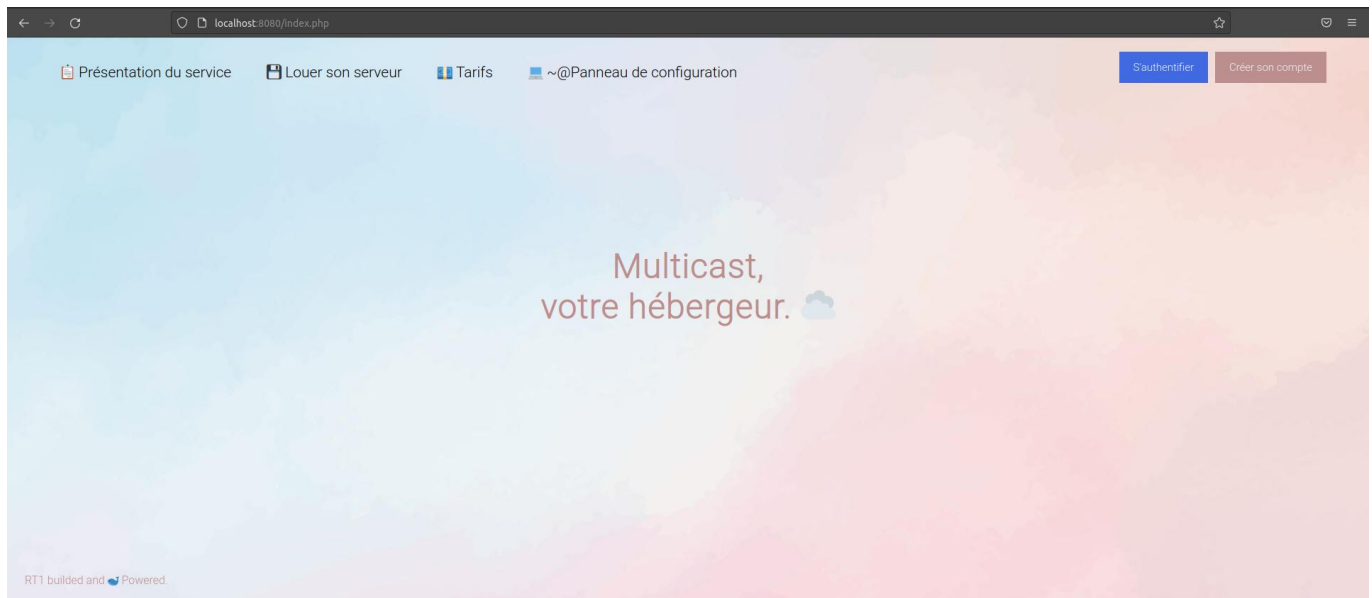 localhost:8080/index.php
Présentation du service
Louer son serveur
Tarifs
~@Panneau de configuration
S'authentifier
Créer son compte
Multicast,
votre hébergeur.
RT1 builded and Powered.